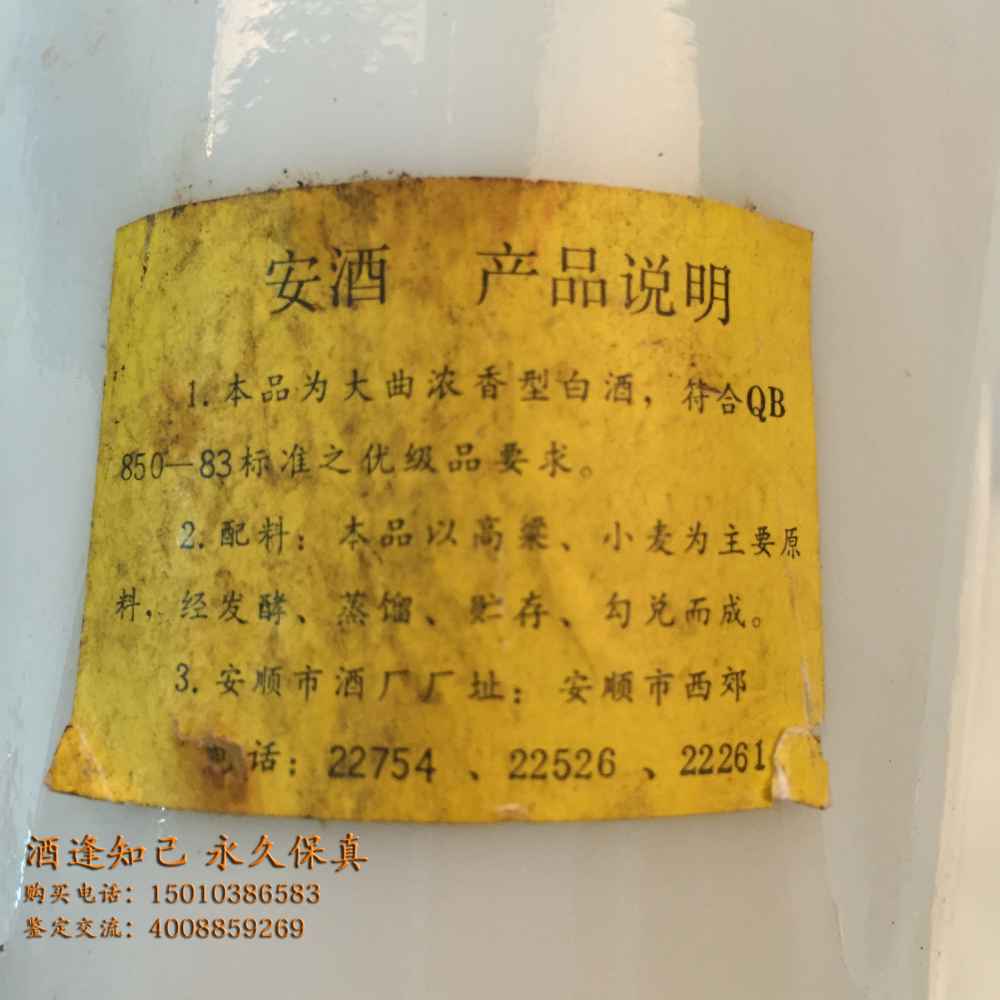 安酒 产品说明
1.本品为大曲浓香型白酒，符合QB
850—83标准之优级品要求。
2.配料：本品以高粱、小麦为主要原
料，经发酵、蒸馏、贮存、勾兑而成。
3.安顺市酒厂厂址：安顺市西郊
电话：22754、22526、22261
酒逢知己 永久保真
购买电话：15010386583
鉴定交流：4008859269